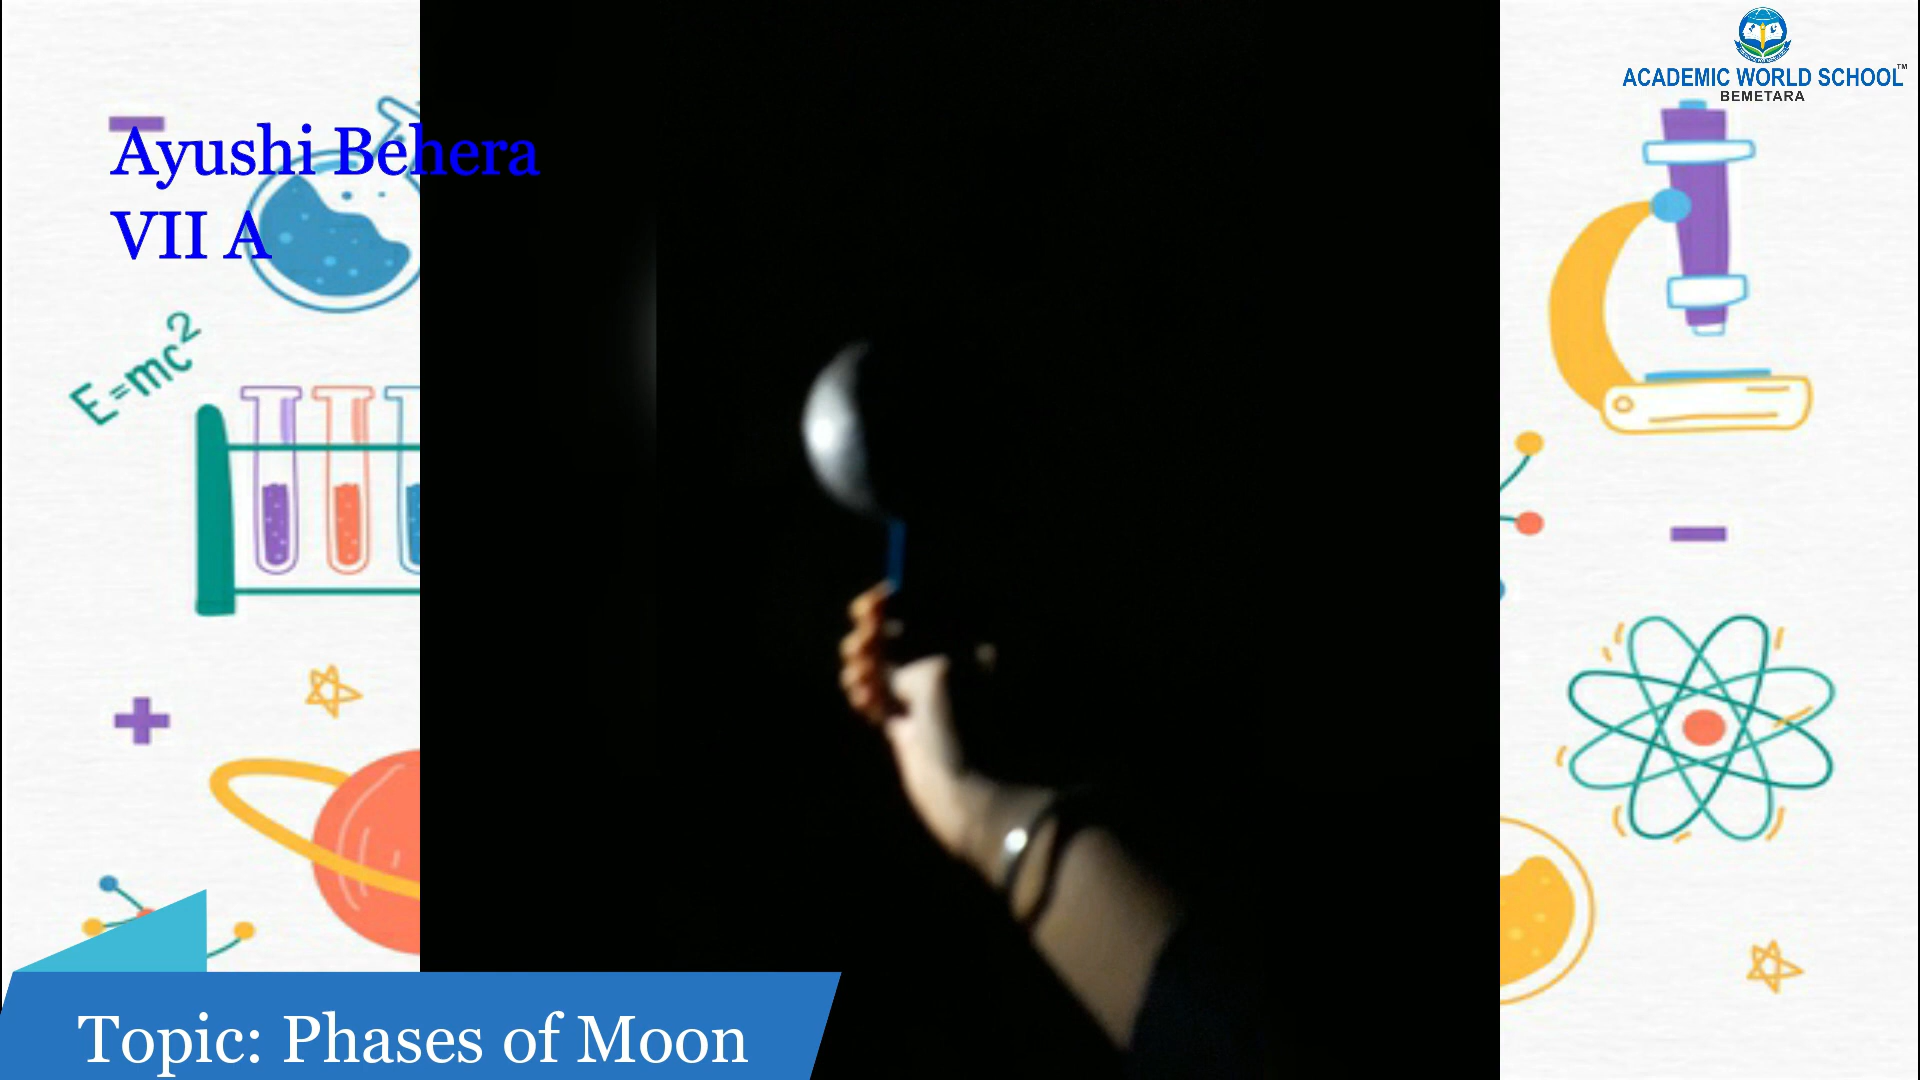 ACADEMIC WORLD SCHOOL™
BEMETARA
Ayushi Behera
VII A
E=mc²
Topic: Phases of Moon